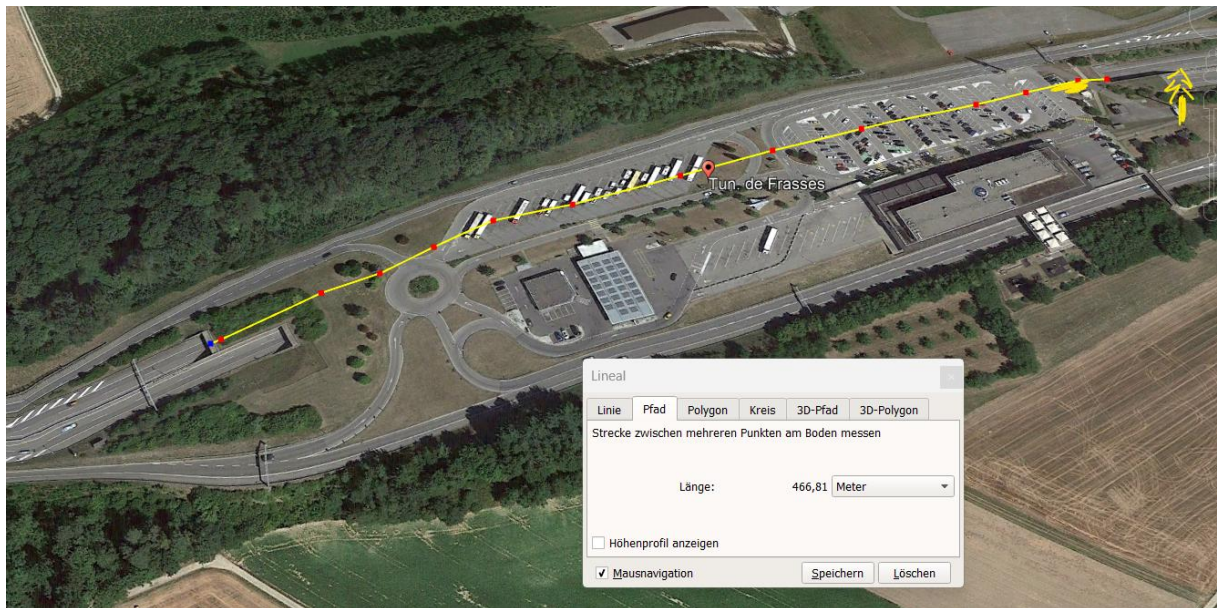 Tun. de Frasses
Lineal
Linie Pfad Polygon Kreis 3D-Pfad 3D-Polygon
Strecke zwischen mehreren Punkten am Boden messen
Länge: 466,81 Meter
Höhenprofil anzeigen
Mausnavigation Speichern Löschen